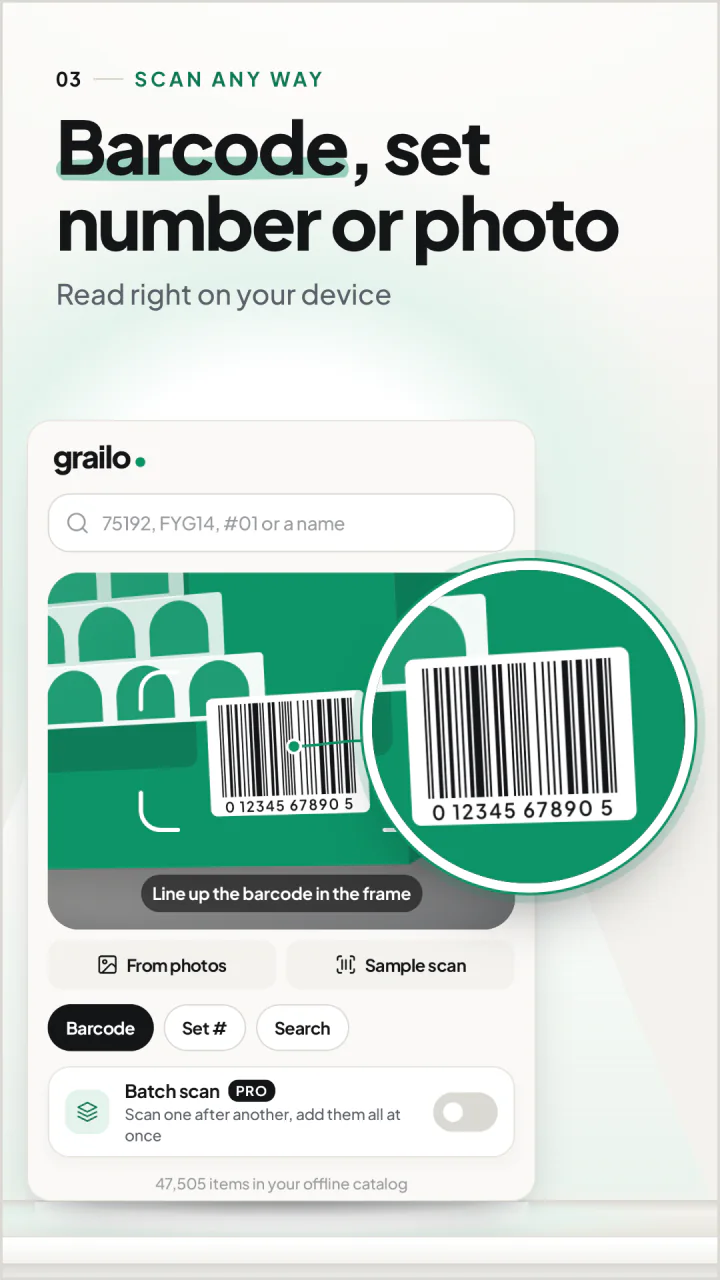 03 — SCAN ANY WAY
Barcode, set
number or photo
Read right on your device
grailo
75192, FYG14, #01 or a name
0 12345 67890 5
0 12345 67890 5
Line up the barcode in the frame
From photos
Sample scan
Barcode
Set #
Search
Batch scan PRO
Scan one after another, add them all at
once
47,505 items in your offline catalog